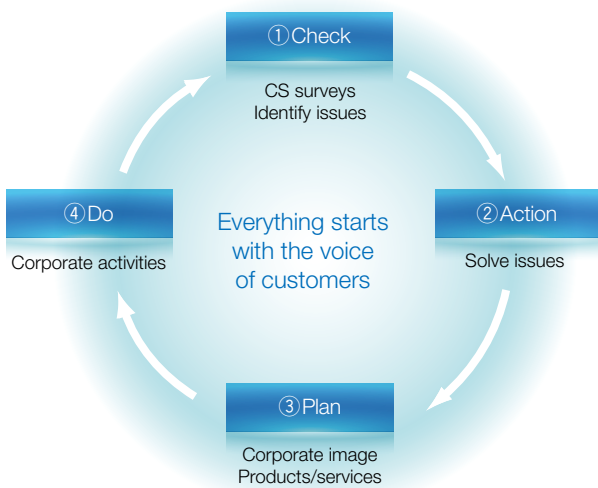 ①Check
CS surveys
Identify issues
②Action
Solve issues
③Plan
Corporate image
Products/services
④Do
Corporate activities
Everything starts
with the voice
of customers